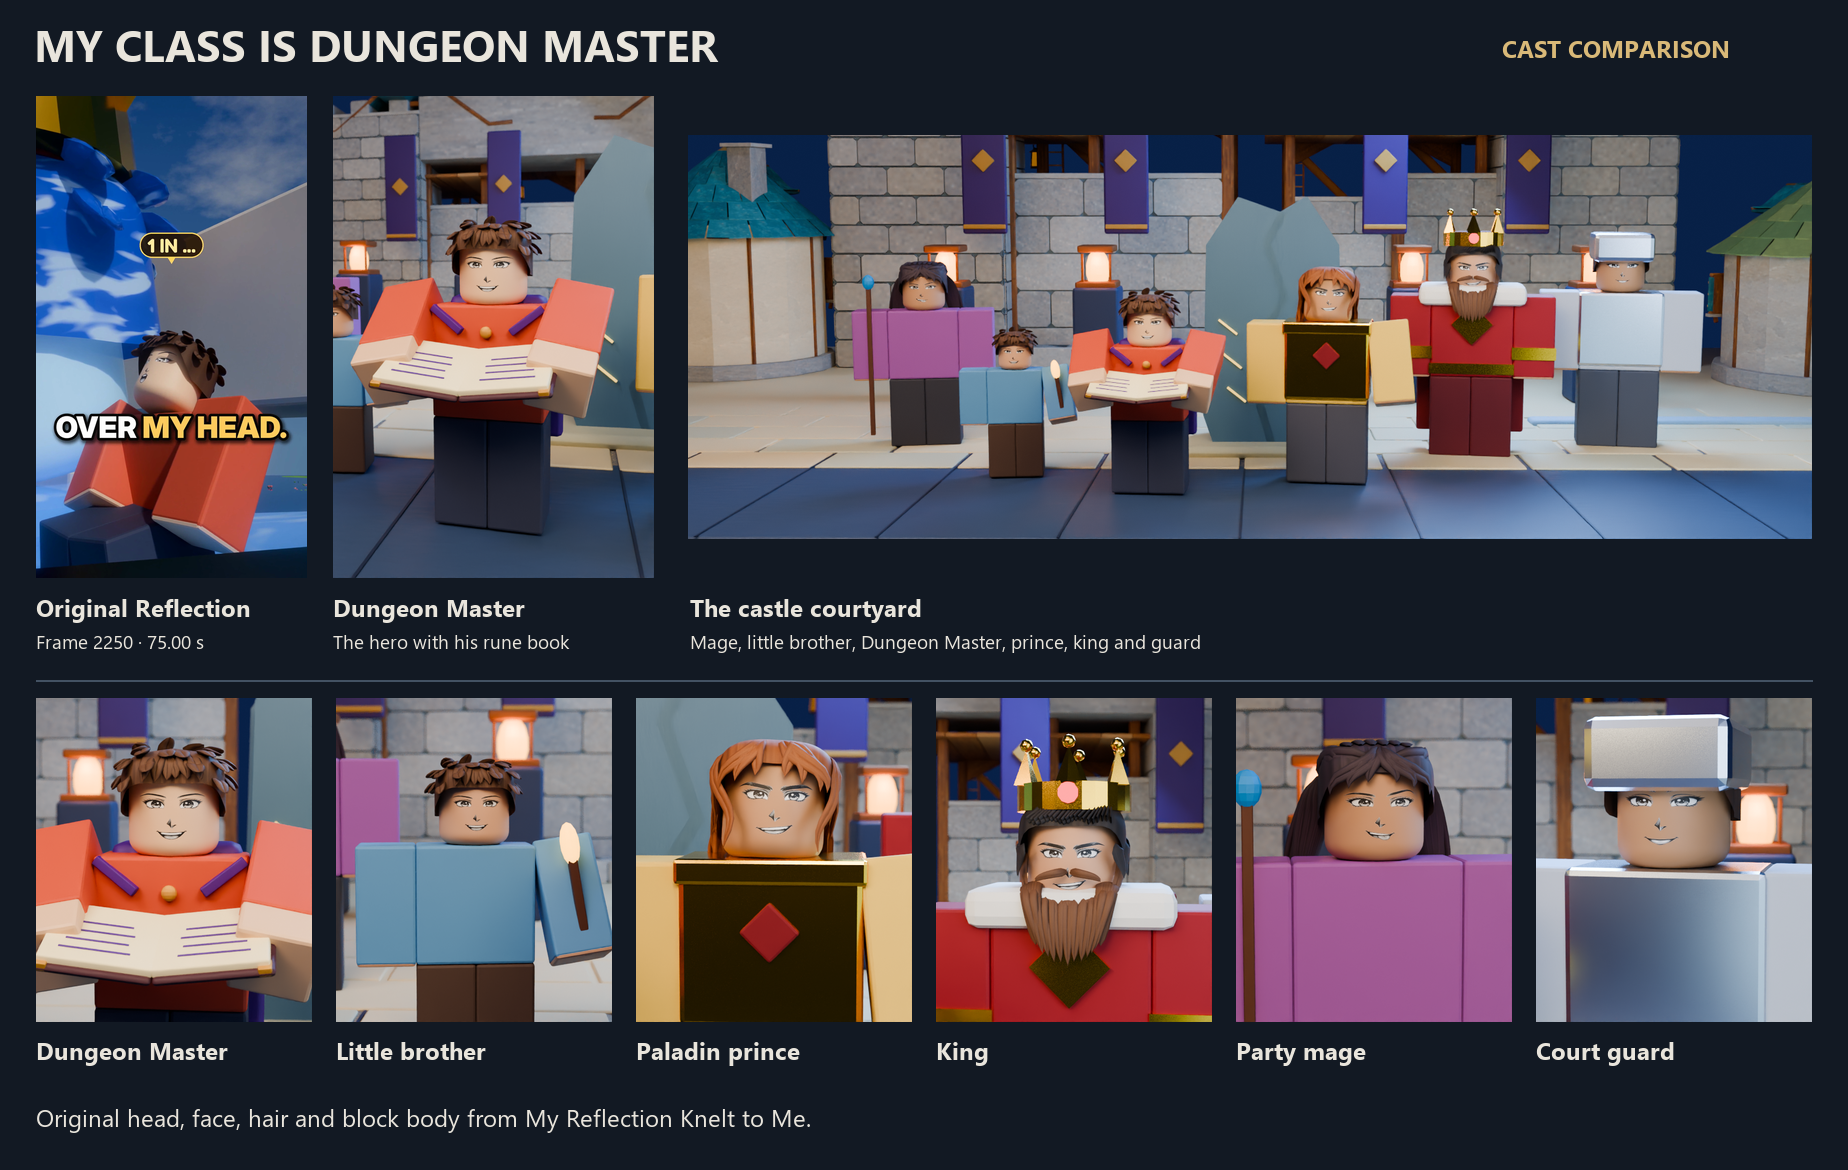 MY CLASS IS DUNGEON MASTER
CAST COMPARISON
1 IN ...
OVER MY HEAD.
Original Reflection
Frame 2250 · 75.00 s
Dungeon Master
The hero with his rune book
The castle courtyard
Mage, little brother, Dungeon Master, prince, king and guard
Dungeon Master
Little brother
Paladin prince
King
Party mage
Court guard
Original head, face, hair and block body from My Reflection Knelt to Me.